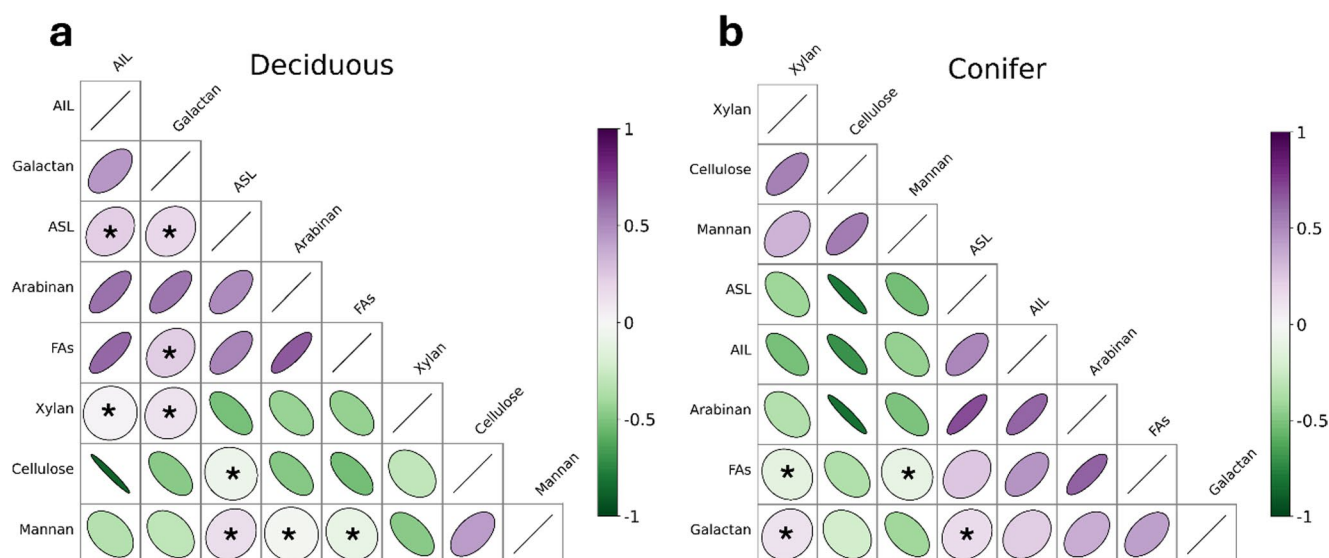 a
Deciduous
AIL
Galactan
ASL
Arabinan
FAs
Xylan
Cellulose
Mannan
AIL
Galactan
ASL
*
*
Arabinan
FAs
*
Xylan
*
*
Cellulose
*
Mannan
*
*
*
1
0.5
0
-0.5
-1
b
Conifer
Xylan
Cellulose
Mannan
ASL
AIL
Arabinan
FAs
Galactan
Xylan
Cellulose
Mannan
ASL
AIL
Arabinan
FAs
*
*
Galactan
*
*
1
0.5
0
-0.5
-1